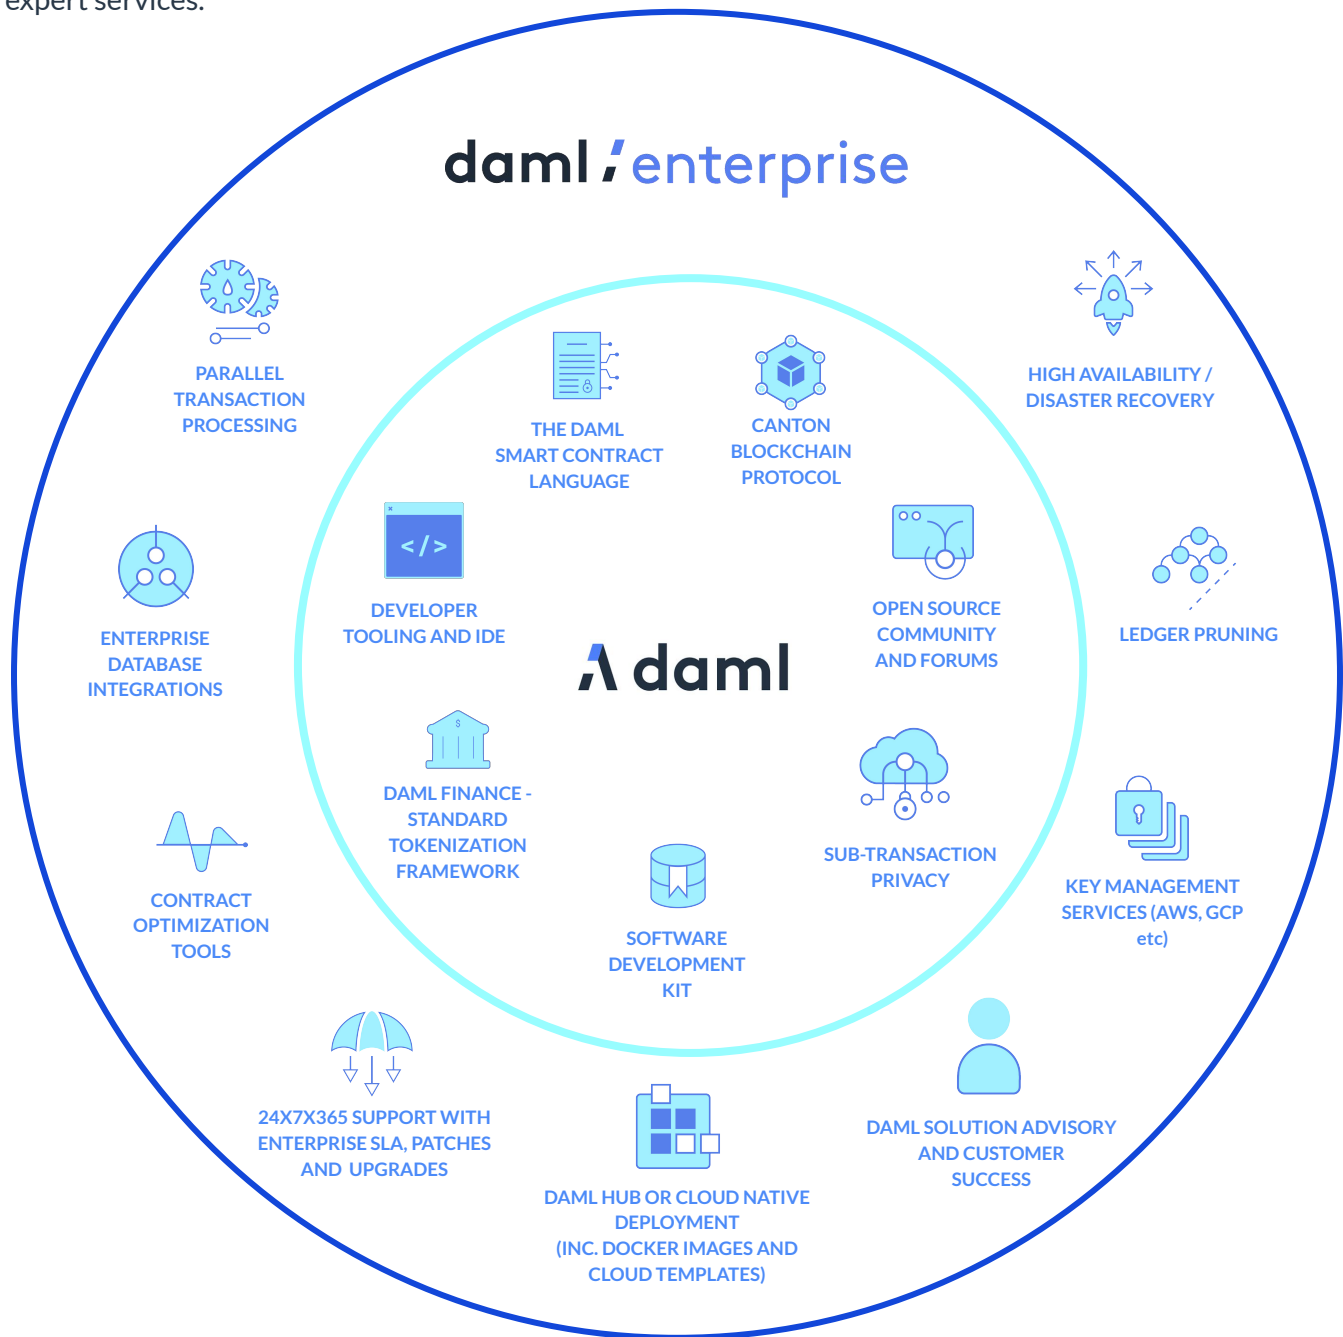 expert services.
daml enterprise
PARALLEL
TRANSACTION
PROCESSING
HIGH AVAILABILITY /
DISASTER RECOVERY
THE DAML
SMART CONTRACT
LANGUAGE
CANTON
BLOCKCHAIN
PROTOCOL
</>
DEVELOPER
TOOLING AND IDE
OPEN SOURCE
COMMUNITY
AND FORUMS
ENTERPRISE
DATABASE
INTEGRATIONS
LEDGER PRUNING
daml
$
DAML FINANCE -
STANDARD
TOKENIZATION
FRAMEWORK
SUB-TRANSACTION
PRIVACY
CONTRACT
OPTIMIZATION
TOOLS
KEY MANAGEMENT
SERVICES (AWS, GCP
etc)
SOFTWARE
DEVELOPMENT
KIT
24X7X365 SUPPORT WITH
ENTERPRISE SLA, PATCHES
AND UPGRADES
DAML SOLUTION ADVISORY
AND CUSTOMER
SUCCESS
DAML HUB OR CLOUD NATIVE
DEPLOYMENT
(INC. DOCKER IMAGES AND
CLOUD TEMPLATES)